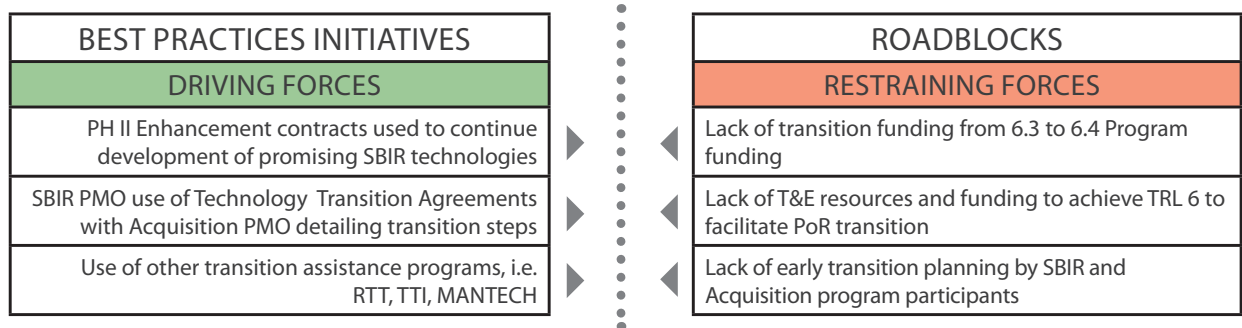 BEST PRACTICES INITIATIVES
DRIVING FORCES
PH II Enhancement contracts used to continue
development of promising SBIR technologies
SBIR PMO use of Technology Transition Agreements
with Acquisition PMO detailing transition steps
Use of other transition assistance programs, i.e.
RTT, TTI, MANTECH
ROADBLOCKS
RESTRAINING FORCES
Lack of transition funding from 6.3 to 6.4 Program
funding
Lack of T&E resources and funding to achieve TRL 6 to
facilitate PoR transition
Lack of early transition planning by SBIR and
Acquisition program participants